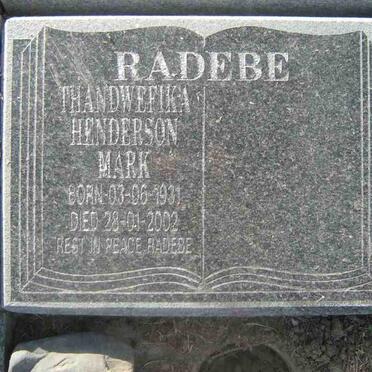 RADEBE
THANDWEFIKA
HENDERSON
MARK
BORN 03-06-1931
DIED 28-01-2002
REST IN PEACE RADEBE